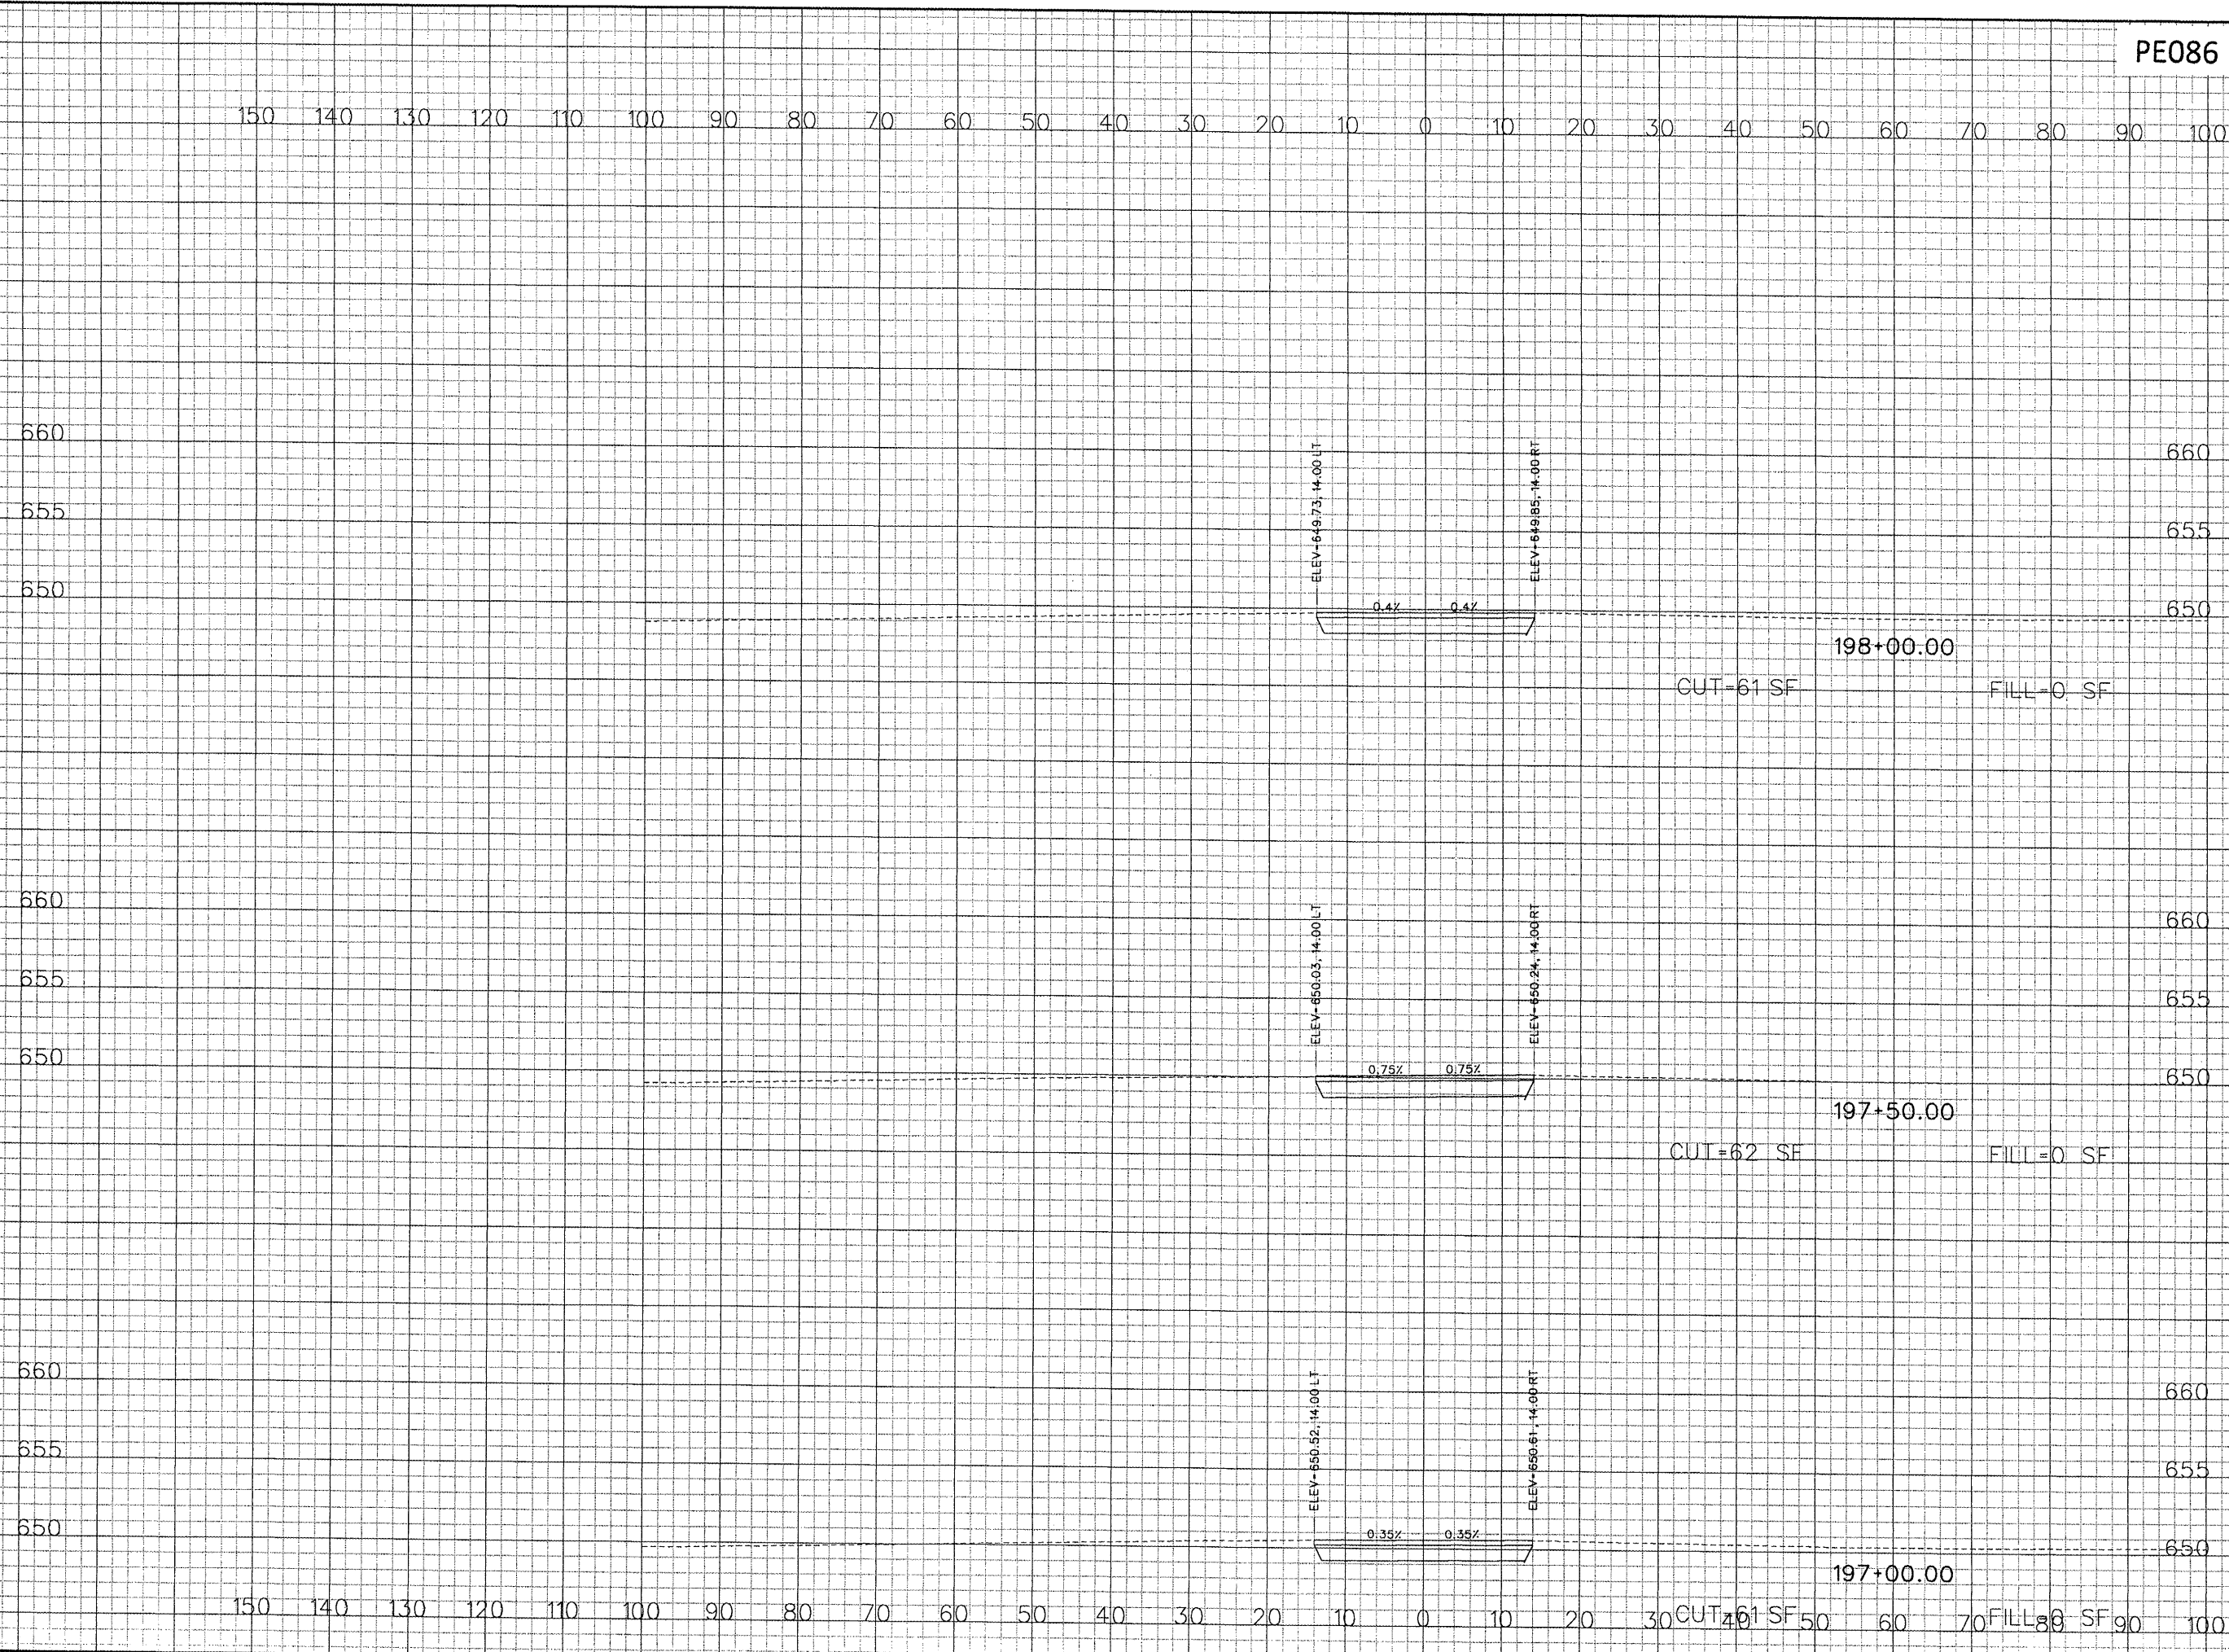 PE086
150 140 130 120 110 100 90 80 70 60 50 40 30 20 10 0 10 20 30 40 50 60 70 80 90 100
660 660
ELEV=649.73, 14.00 LT
ELEV=649.85, 14.00 RT
655 655
650 650
0.4% 0.4%
198+00.00
CUT=61 SF FILL=0 SF
660 660
ELEV=650.03, 14.00 LT
ELEV=650.24, 14.00 RT
655 655
650 650
0.75% 0.75%
197+50.00
CUT=62 SF FILL=0 SF
660 660
ELEV=650.52, 14.00 LT
ELEV=650.61, 14.00 RT
655 655
650 650
0.35% 0.35%
197+00.00
CUT=61 SF FILL=0 SF
150 140 130 120 110 100 90 80 70 60 50 40 30 20 10 0 10 20 30 40 50 60 70 80 90 100